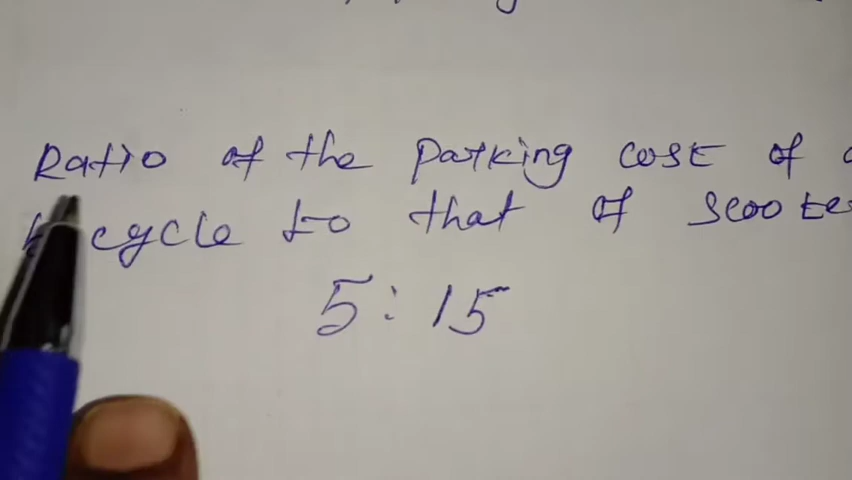 Ratio of the parking cost of
cycle to that of
5:15